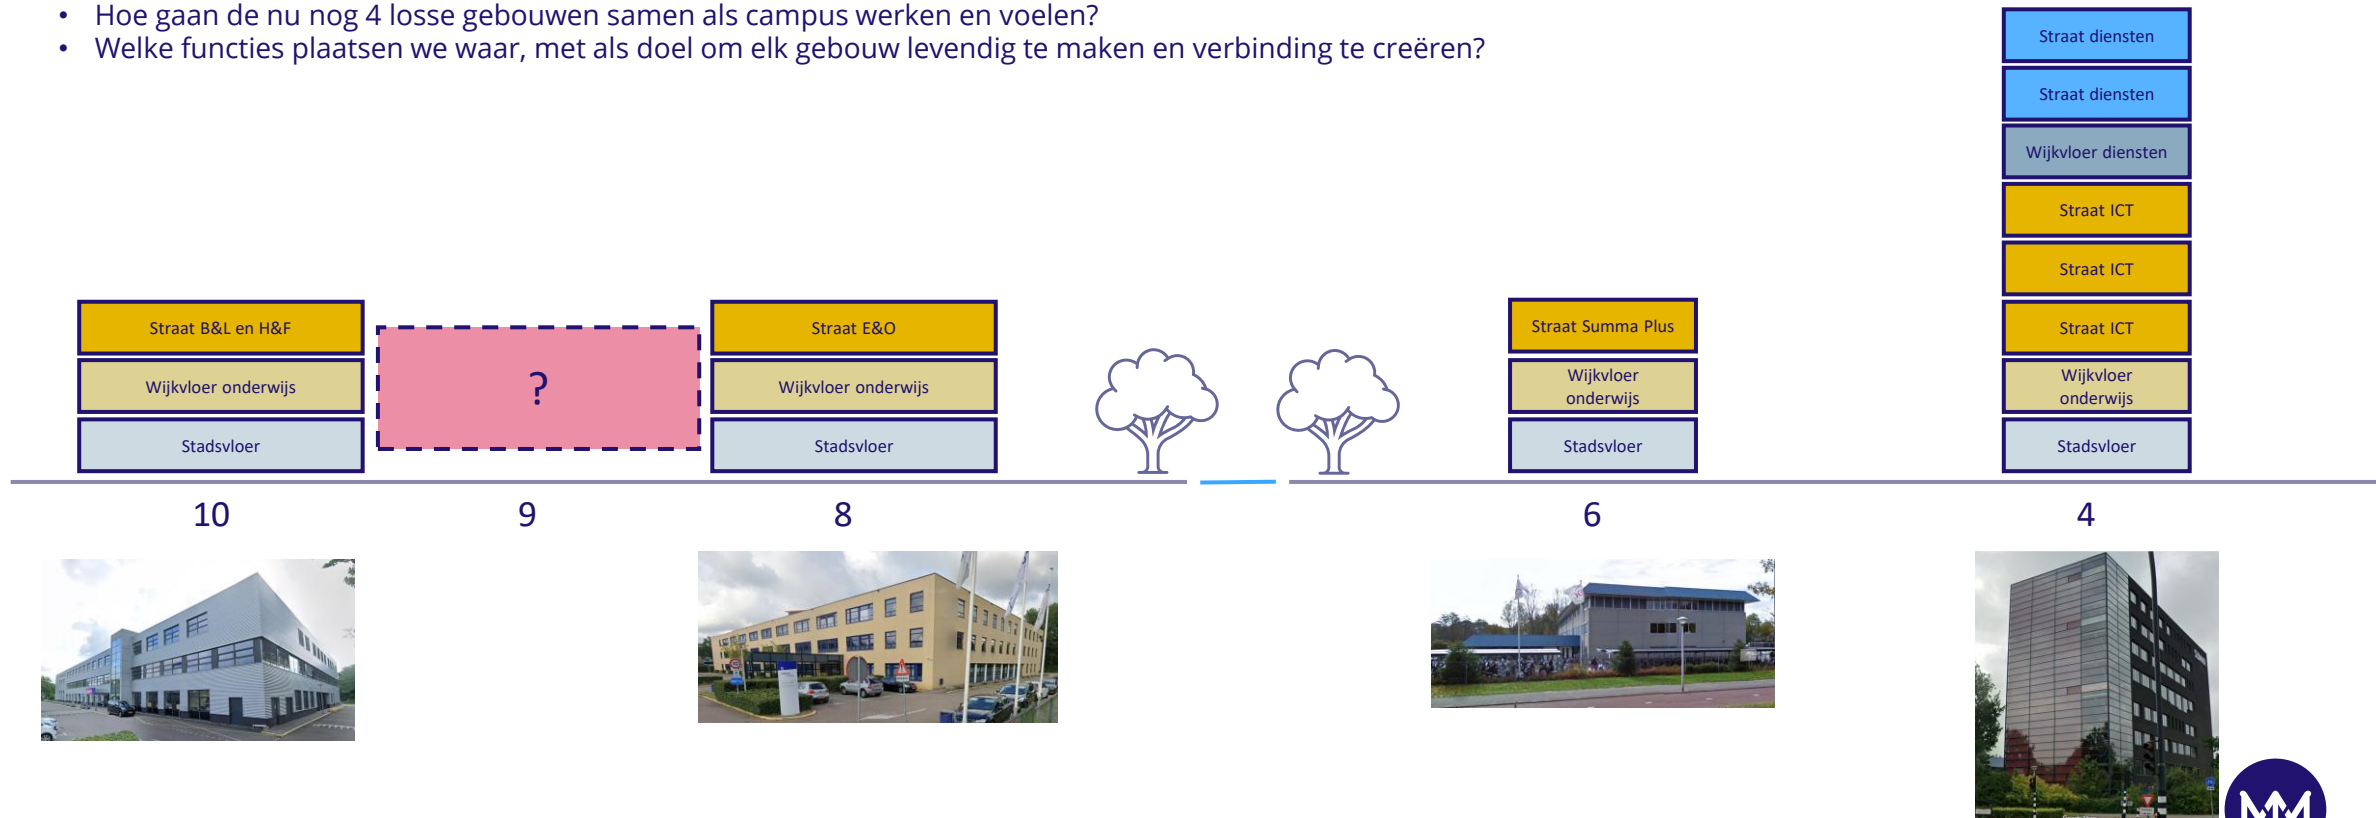 • Hoe gaan de nu nog 4 losse gebouwen samen als campus werken en voelen?
• Welke functies plaatsen we waar, met als doel om elk gebouw levendig te maken en verbinding te creëren?
Straat diensten
Straat diensten
Wijkvloer diensten
Straat ICT
Straat ICT
Straat B&L en H&F
Straat E&O
Straat Summa Plus
Straat ICT
?
Wijkvloer onderwijs
Wijkvloer onderwijs
Wijkvloer
onderwijs
Wijkvloer
onderwijs
Stadsvloer
Stadsvloer
Stadsvloer
Stadsvloer
10
9
8
6
4